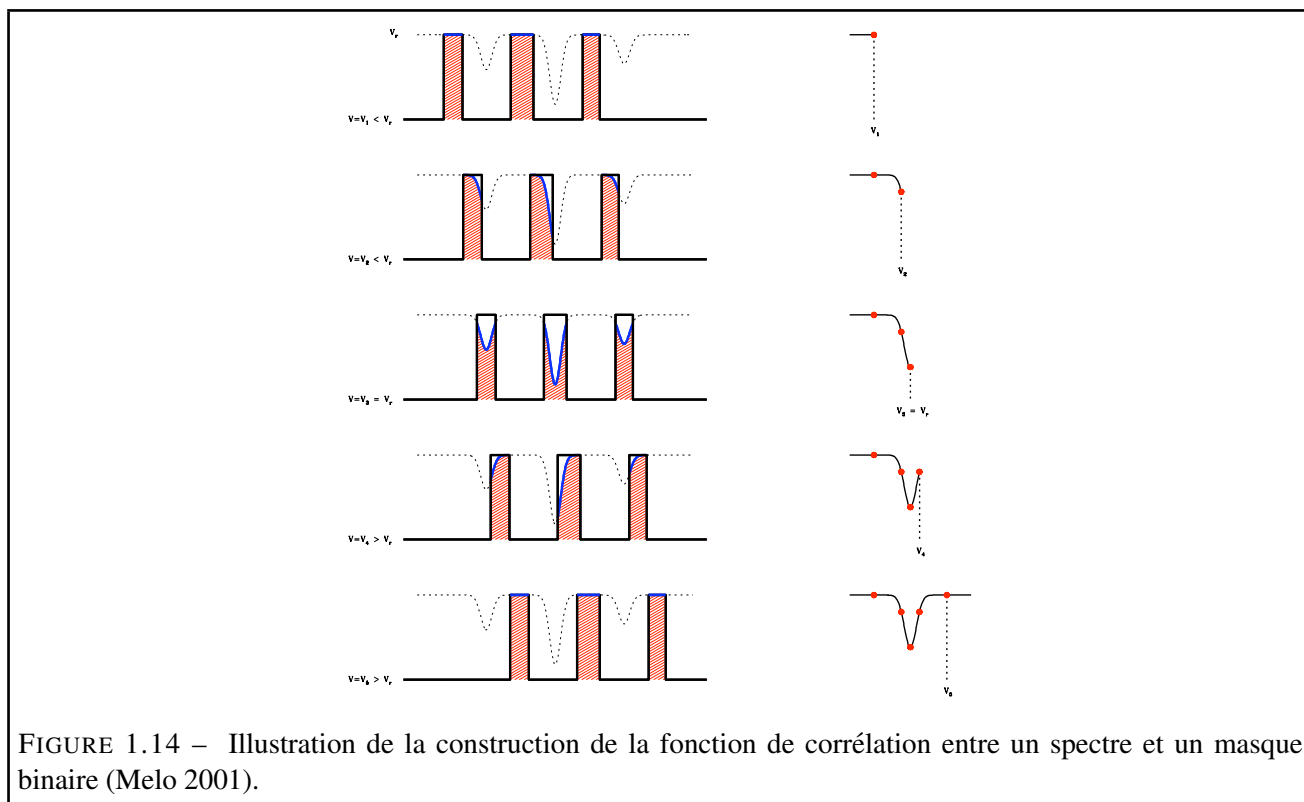 V_r
V=V_1 < V_r
V_1
V=V_2 < V_r
V_2
V=V_3 = V_r
V_3 = V_r
V=V_4 > V_r
V_4
V=V_5 > V_r
V_5
FIGURE 1.14 – Illustration de la construction de la fonction de corrélation entre un spectre et un masque
binaire (Melo 2001).